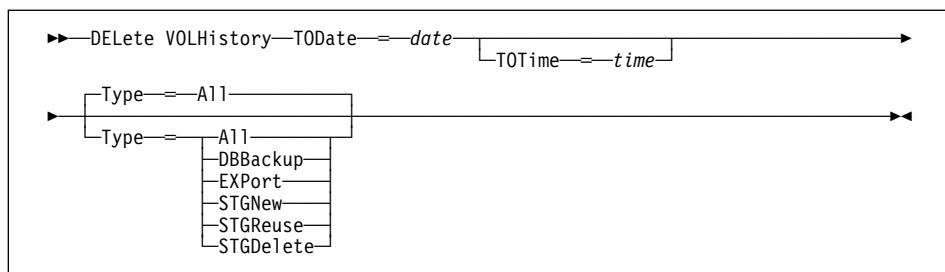 DELete VOLHistory TODate = date
TOTime = time
Type = All
Type = All
DBBackup
EXPort
STGNew
STGReuse
STGDelete